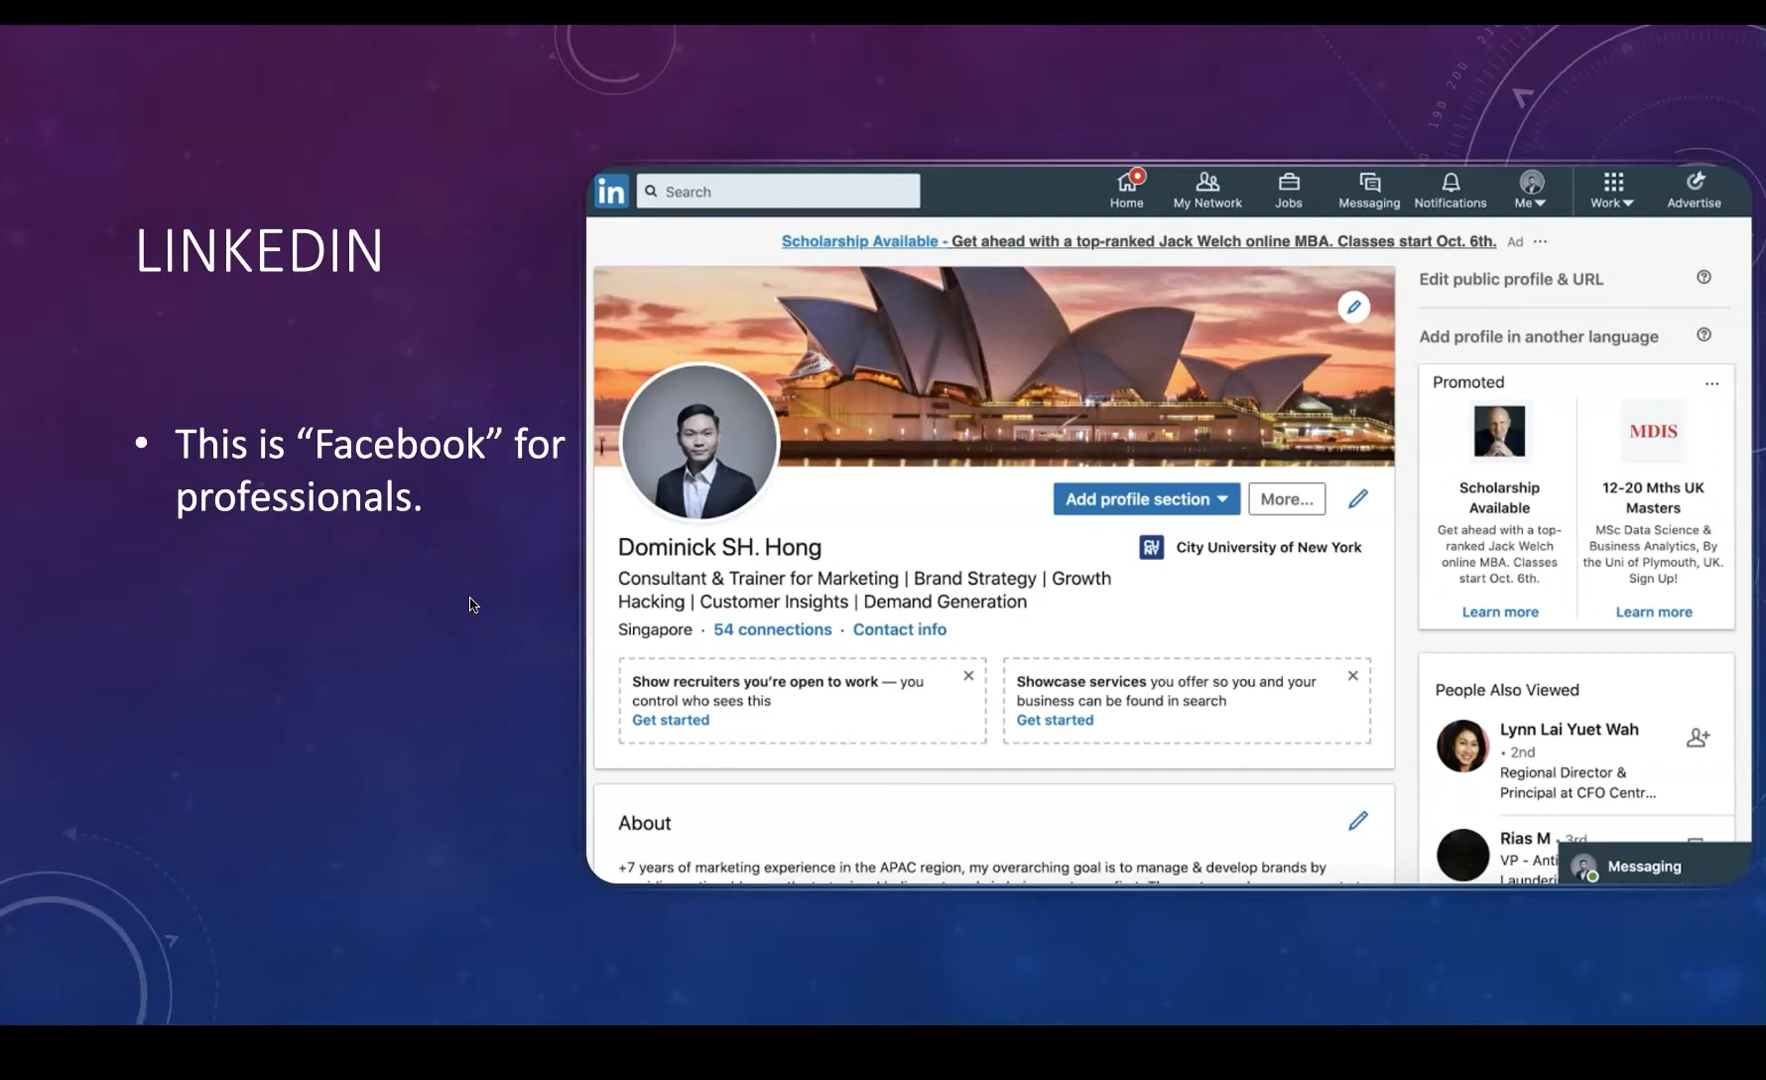 LINKEDIN
• This is “Facebook” for
professionals.
in
Search
Home
My Network
Jobs
Messaging
Notifications
Me
Work
Advertise
Scholarship Available - Get ahead with a top-ranked Jack Welch online MBA. Classes start Oct. 6th. Ad ...
Dominick SH. Hong
Consultant & Trainer for Marketing | Brand Strategy | Growth
Hacking | Customer Insights | Demand Generation
Singapore · 54 connections · Contact info
Add profile section
More...
CUNY
City University of New York
Show recruiters you're open to work — you
control who sees this
Get started
Showcase services you offer so you and your
business can be found in search
Get started
About
+7 years of marketing experience in the APAC region, my overarching goal is to manage & develop brands by
Edit public profile & URL
Add profile in another language
Promoted
...
Scholarship
Available
Get ahead with a top-
ranked Jack Welch
online MBA. Classes
start Oct. 6th.
Learn more
MDIS
12-20 Mths UK
Masters
MSc Data Science &
Business Analytics, By
the Uni of Plymouth, UK.
Sign Up!
Learn more
People Also Viewed
Lynn Lai Yuet Wah
· 2nd
Regional Director &
Principal at CFO Centr...
Rias M · 3rd
VP - Anti
Launderi
Messaging
190 200